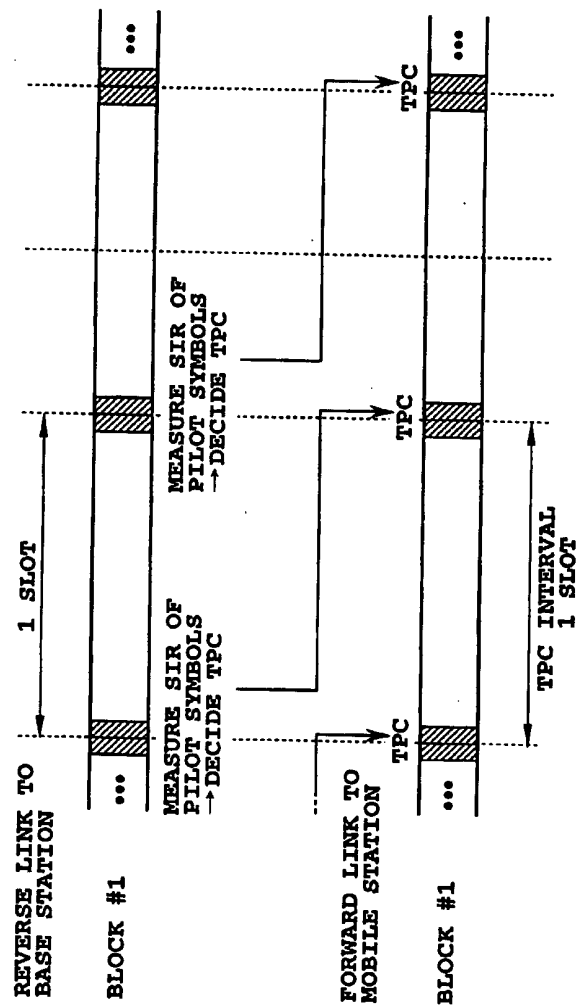 REVERSE LINK TO
BASE STATION
1 SLOT
BLOCK #1
•••
•••
MEASURE SIR OF
PILOT SYMBOLS
→DECIDE TPC
MEASURE SIR OF
PILOT SYMBOLS
→DECIDE TPC
FORWARD LINK TO
MOBILE STATION
TPC
TPC
TPC
BLOCK #1
•••
•••
TPC INTERVAL
1 SLOT